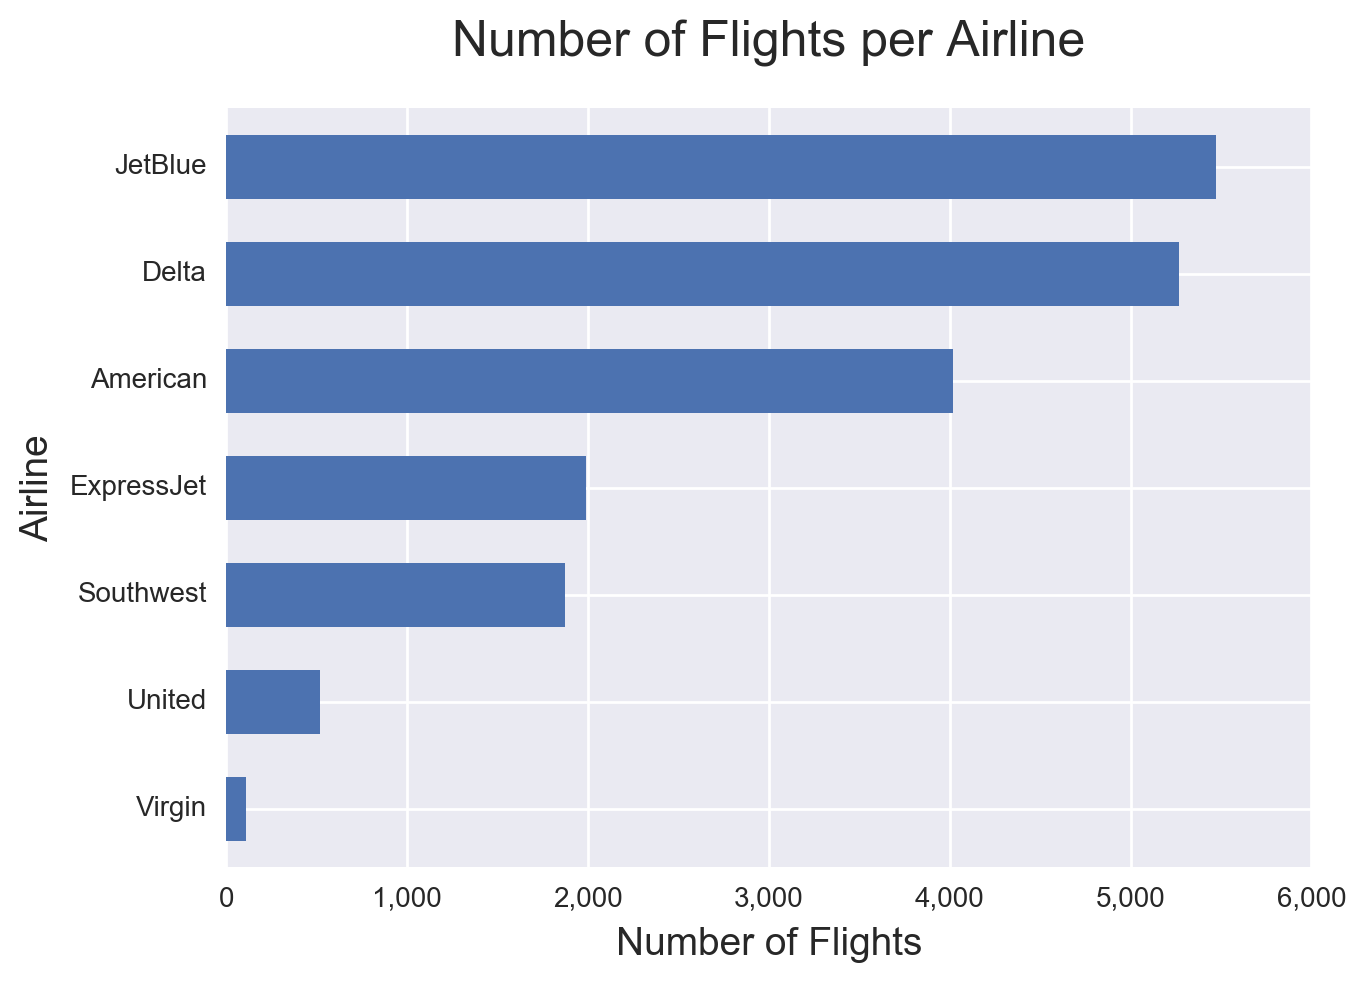 Number of Flights per Airline
JetBlue
Delta
American
ExpressJet
Southwest
United
Virgin
Airline
0 1,000 2,000 3,000 4,000 5,000 6,000
Number of Flights